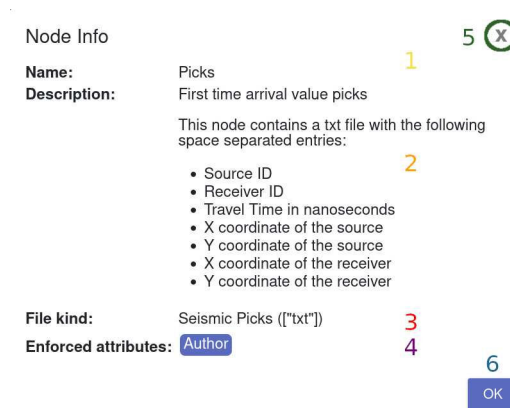 Node Info
5 X
1
Name: Picks
Description: First time arrival value picks
This node contains a txt file with the following
space separated entries:
2
• Source ID
• Receiver ID
• Travel Time in nanoseconds
• X coordinate of the source
• Y coordinate of the source
• X coordinate of the receiver
• Y coordinate of the receiver
File kind: Seismic Picks (["txt"]) 3
Enforced attributes: Author 4
6
OK